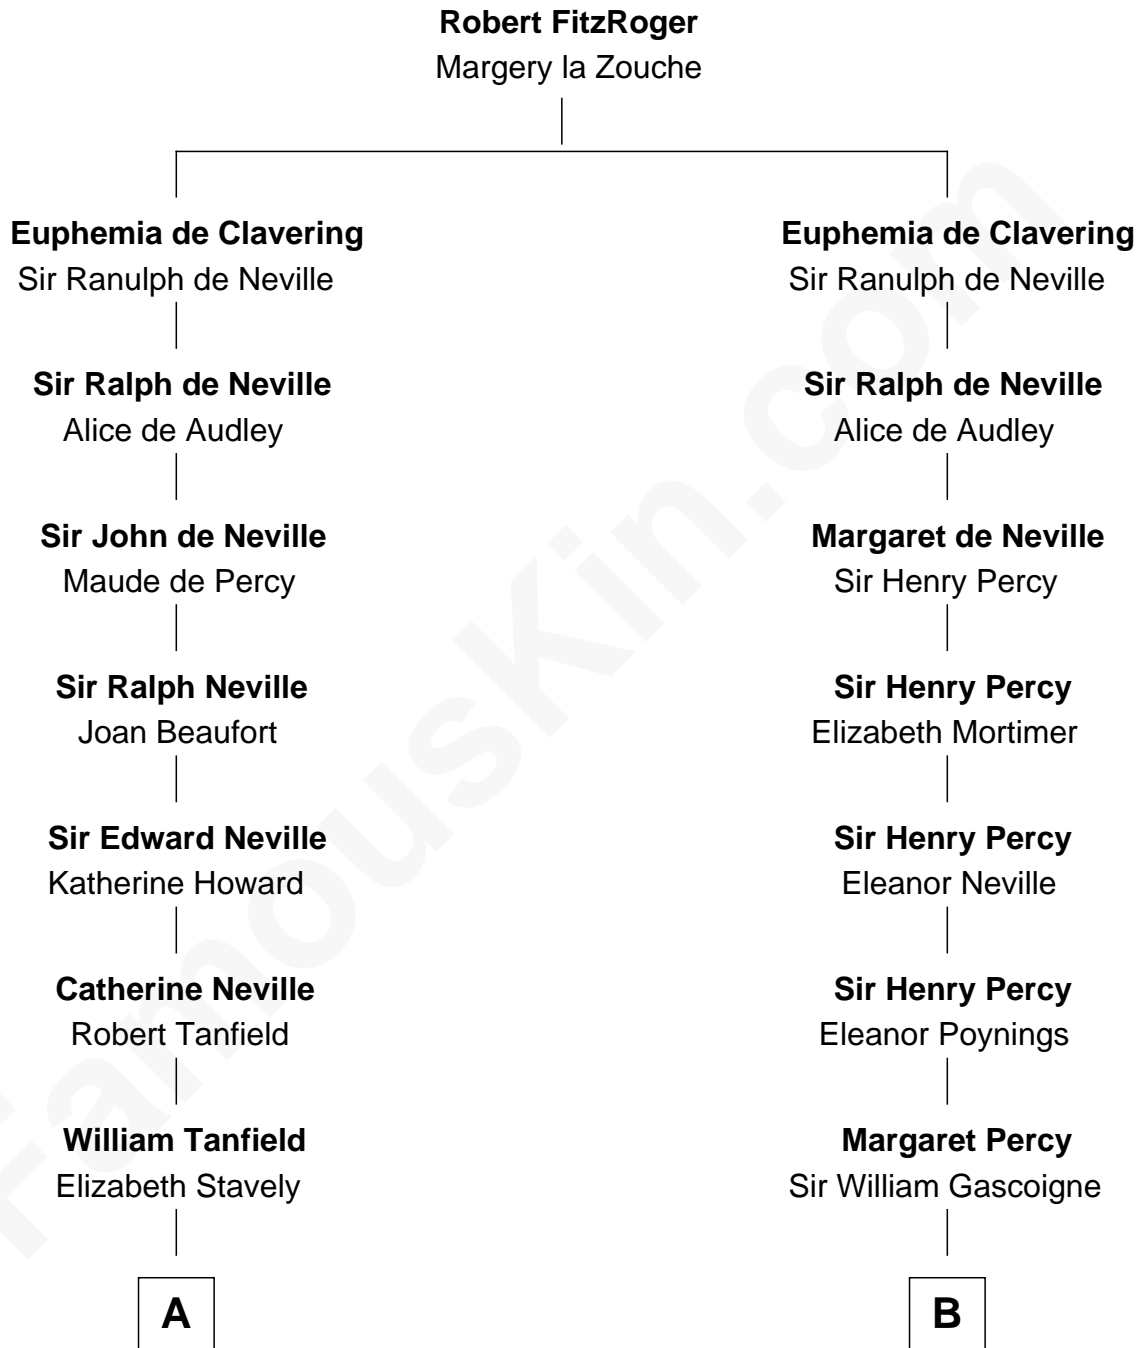 Robert FitzRoger
Margery la Zouche
Euphemia de Clavering
Sir Ranulph de Neville
Sir Ralph de Neville
Alice de Audley
Sir John de Neville
Maude de Percy
Sir Ralph Neville
Joan Beaufort
Sir Edward Neville
Katherine Howard
Catherine Neville
Robert Tanfield
William Tanfield
Elizabeth Stavely
A
Euphemia de Clavering
Sir Ranulph de Neville
Sir Ralph de Neville
Alice de Audley
Margaret de Neville
Sir Henry Percy
Sir Henry Percy
Elizabeth Mortimer
Sir Henry Percy
Eleanor Neville
Sir Henry Percy
Eleanor Poynings
Margaret Percy
Sir William Gascoigne
B
FamousKin.com